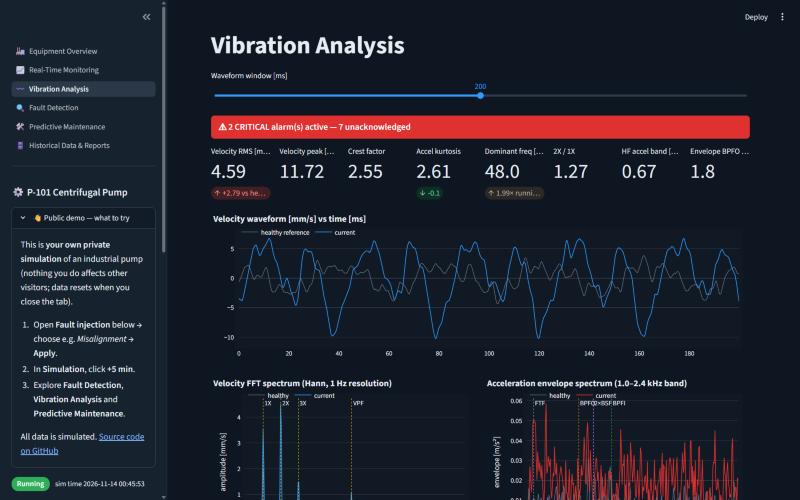 Deploy
Equipment Overview
Real-Time Monitoring
Vibration Analysis
Fault Detection
Predictive Maintenance
Historical Data & Reports
P-101 Centrifugal Pump
Public demo — what to try
This is your own private
simulation of an industrial pump
(nothing you do affects other
visitors; data resets when you
close the tab).
1. Open Fault injection below →
choose e.g. Misalignment →
Apply.
2. In Simulation, click +5 min.
3. Explore Fault Detection,
Vibration Analysis and
Predictive Maintenance.
All data is simulated. Source code
on GitHub
Running sim time 2026-11-14 00:45:53
Vibration Analysis
Waveform window [ms]
200
2 CRITICAL alarm(s) active — 7 unacknowledged
Velocity RMS [m… Velocity peak [… Crest factor Accel kurtosis Dominant freq [… 2X / 1X HF accel band [… Envelope BPFO …
4.59 11.72 2.55 2.61 48.0 1.27 0.67 1.8
↑ +2.79 vs he… ↓ -0.1 ↑ 1.99× runni…
Velocity waveform [mm/s] vs time [ms]
healthy reference current
5
0
−5
−10
0 20 40 60 80 100 120 140 160 180
Velocity FFT spectrum (Hann, 1 Hz resolution)
healthy current
1X 2X 3X VPF
4
3
2
1
amplitude [mm/s]
Acceleration envelope spectrum (1.0–2.4 kHz band)
healthy current
FTF BPFO 2×BSF BPFI
0.06
0.05
0.04
0.03
0.02
0.01
envelope [m/s²]